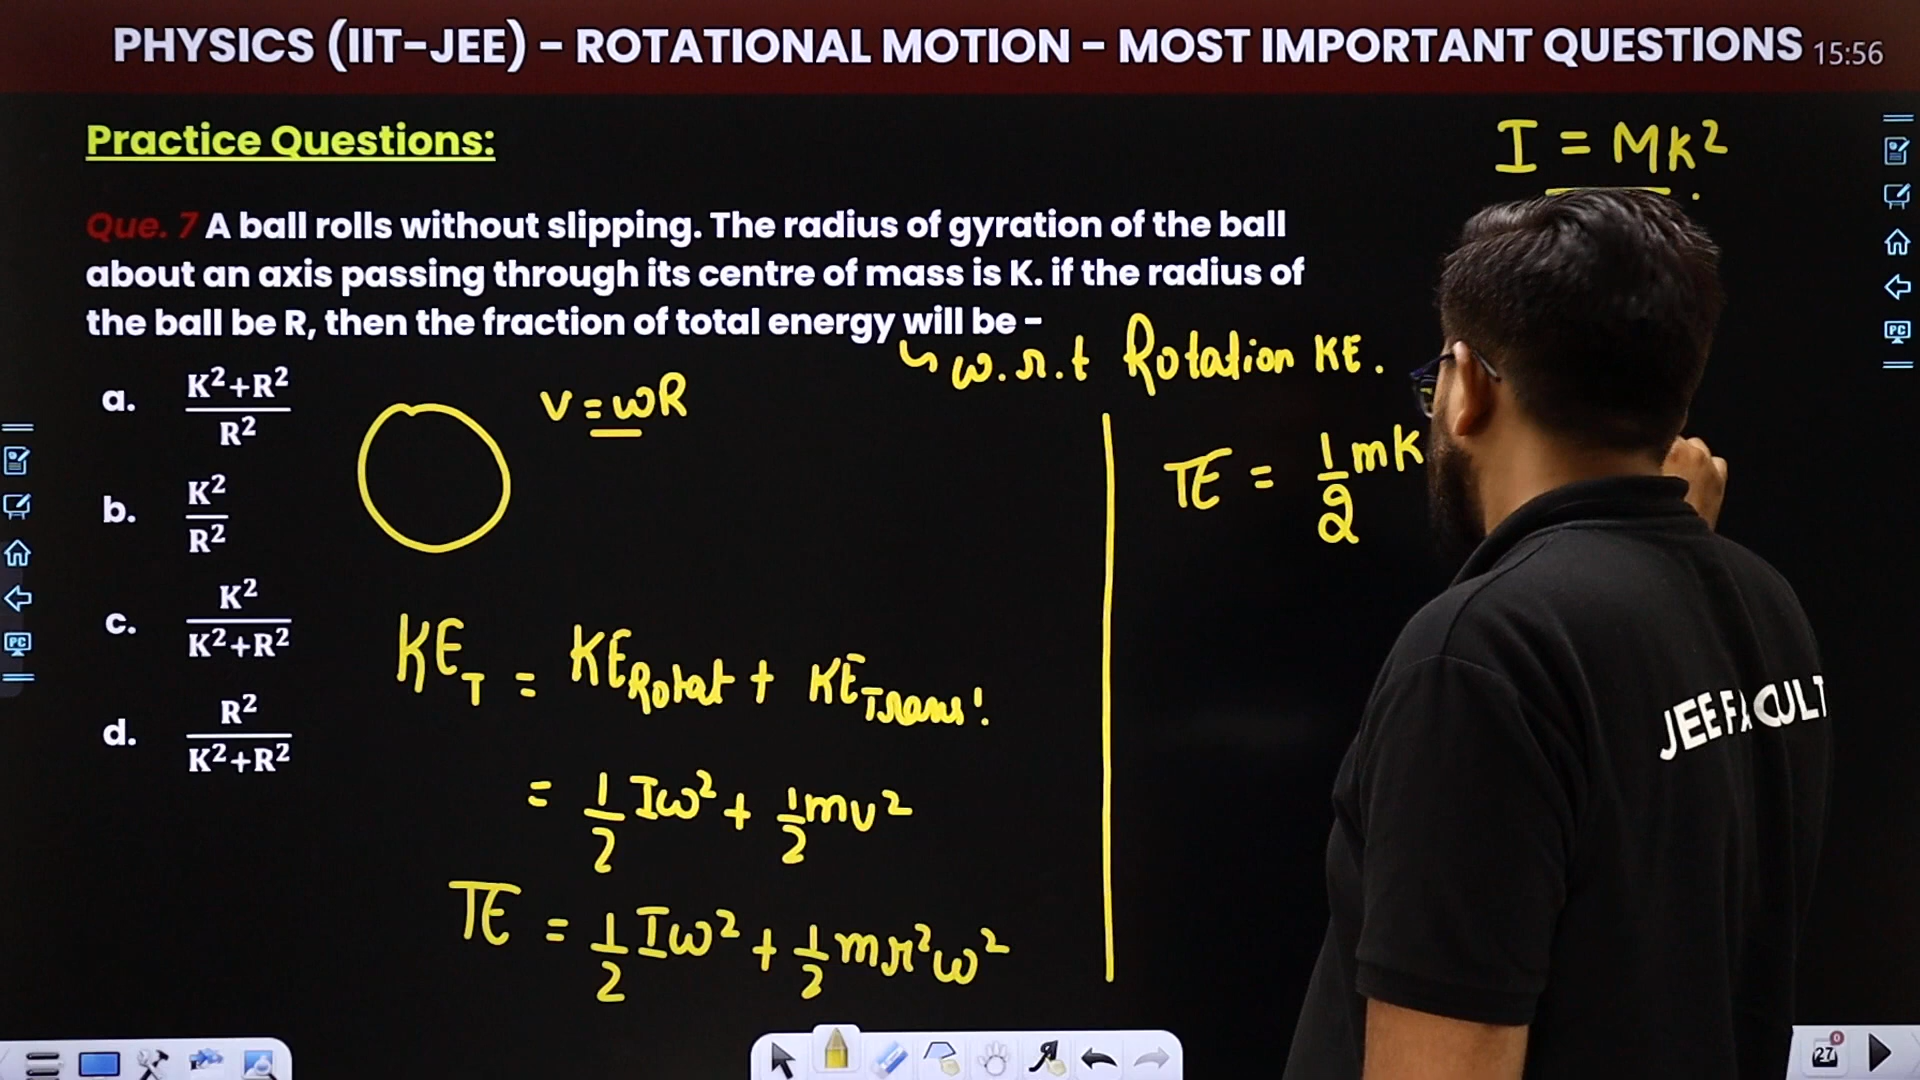 PHYSICS (IIT-JEE) - ROTATIONAL MOTION - MOST IMPORTANT QUESTIONS 15:56
Practice Questions:
I = MK²
Que. 7 A ball rolls without slipping. The radius of gyration of the ball
about an axis passing through its centre of mass is K. if the radius of
the ball be R, then the fraction of total energy will be -
w.r.t Rotation KE.
a. K²+R² / R²
b. K² / R²
c. K² / K²+R²
d. R² / K²+R²
v = ωR
KE_T = KE_Rotat + KE_Trans!
= 1/2 Iω² + 1/2 mv²
TE = 1/2 Iω² + 1/2 mr²ω²
TE = 1/2 mK
JEE FACULT
PC
PC
27
0